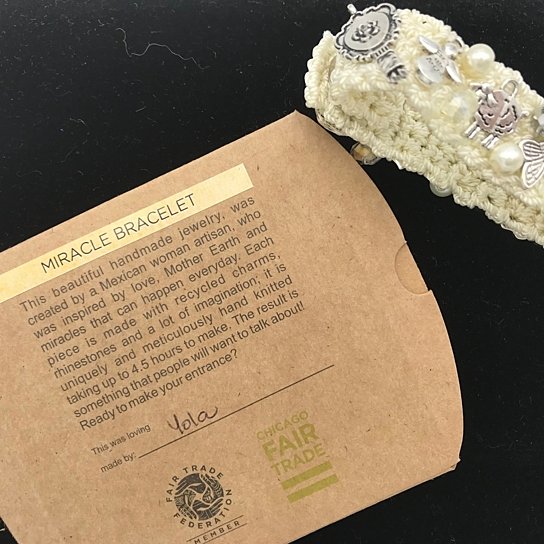 MIRACLE BRACELET
This beautiful handmade jewelry, was
created by a Mexican woman artisan, who
was inspired by love, Mother Earth and
miracles that can happen everyday. Each
piece is made with recycled charms,
rhinestones and a lot of imagination; it is
uniquely and meticulously hand knitted
taking up to 4.5 hours to make. The result is
something that people will want to talk about!
Ready to make your entrance?
This was loving
made by: Yola
FAIR TRADE
FEDERATION
MEMBER
CHICAGO
FAIR
TRADE